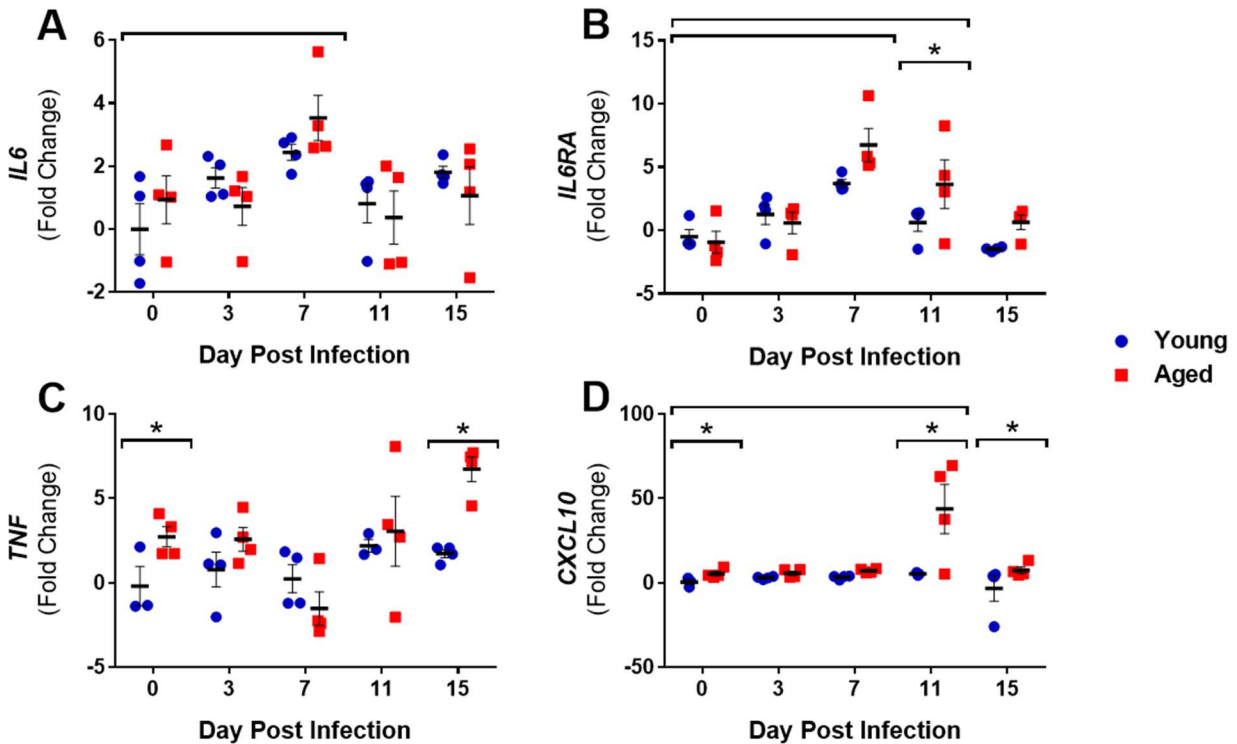 A
IL6
(Fold Change)
6
4
2
0
-2
0 3 7 11 15
Day Post Infection
B
IL6RA
(Fold Change)
15
10
5
0
-5
*
0 3 7 11 15
Day Post Infection
Young
Aged
C
TNF
(Fold Change)
10
5
0
-5
* *
0 3 7 11 15
Day Post Infection
D
CXCL10
(Fold Change)
100
50
0
-50
* * *
0 3 7 11 15
Day Post Infection